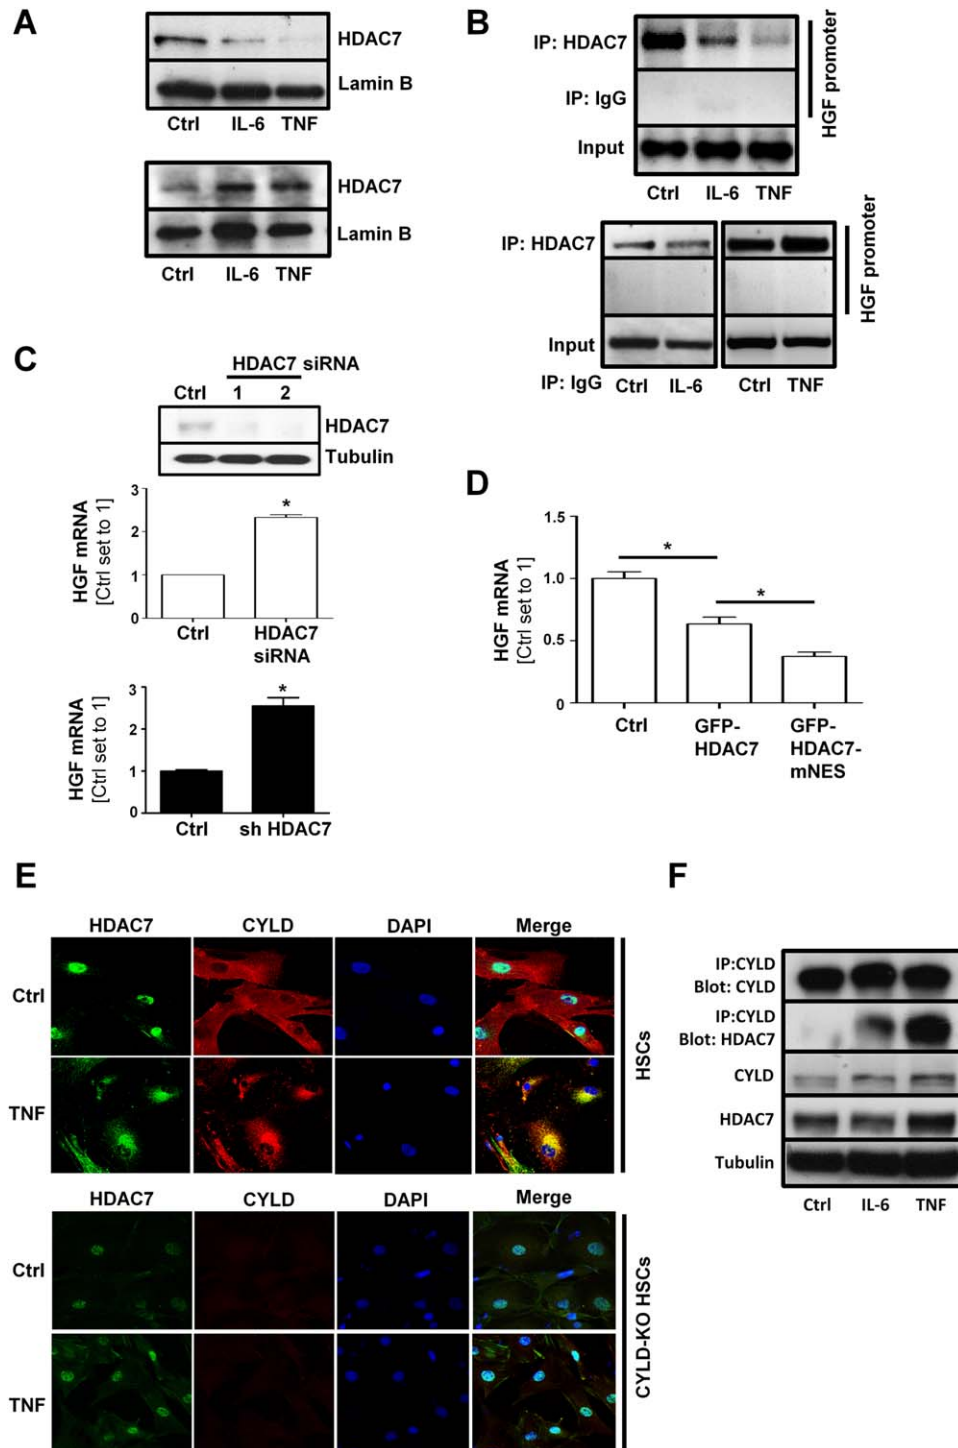 A
HDAC7
Lamin B
Ctrl IL-6 TNF
HDAC7
Lamin B
Ctrl IL-6 TNF
B
IP: HDAC7
IP: IgG
Input
Ctrl IL-6 TNF
HGF promoter
IP: HDAC7
Input
IP: IgG Ctrl IL-6 Ctrl TNF
HGF promoter
C
HDAC7 siRNA
Ctrl 1 2
HDAC7
Tubulin
HGF mRNA
[Ctrl set to 1]
3
2
1
0
*
Ctrl HDAC7
siRNA
HGF mRNA
[Ctrl set to 1]
3
2
1
0
*
Ctrl sh HDAC7
D
HGF mRNA
[Ctrl set to 1]
1.5
1.0
0.5
0
*
*
Ctrl GFP- GFP-
HDAC7 HDAC7-
mNES
E
HDAC7 CYLD DAPI Merge
Ctrl
TNF
HSCs
HDAC7 CYLD DAPI Merge
Ctrl
TNF
CYLD-KO HSCs
F
IP:CYLD
Blot: CYLD
IP:CYLD
Blot: HDAC7
CYLD
HDAC7
Tubulin
Ctrl IL-6 TNF